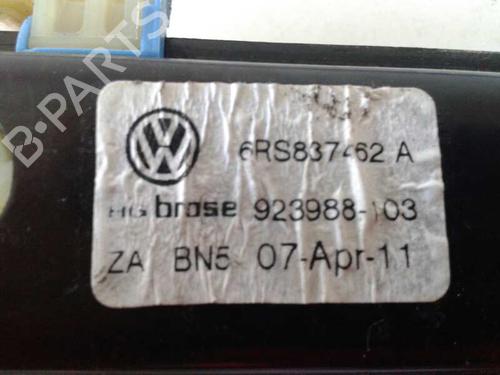 B-PARTS
6RS837462 A
HG brose 923988-103
ZA BN5 07-Apr-11